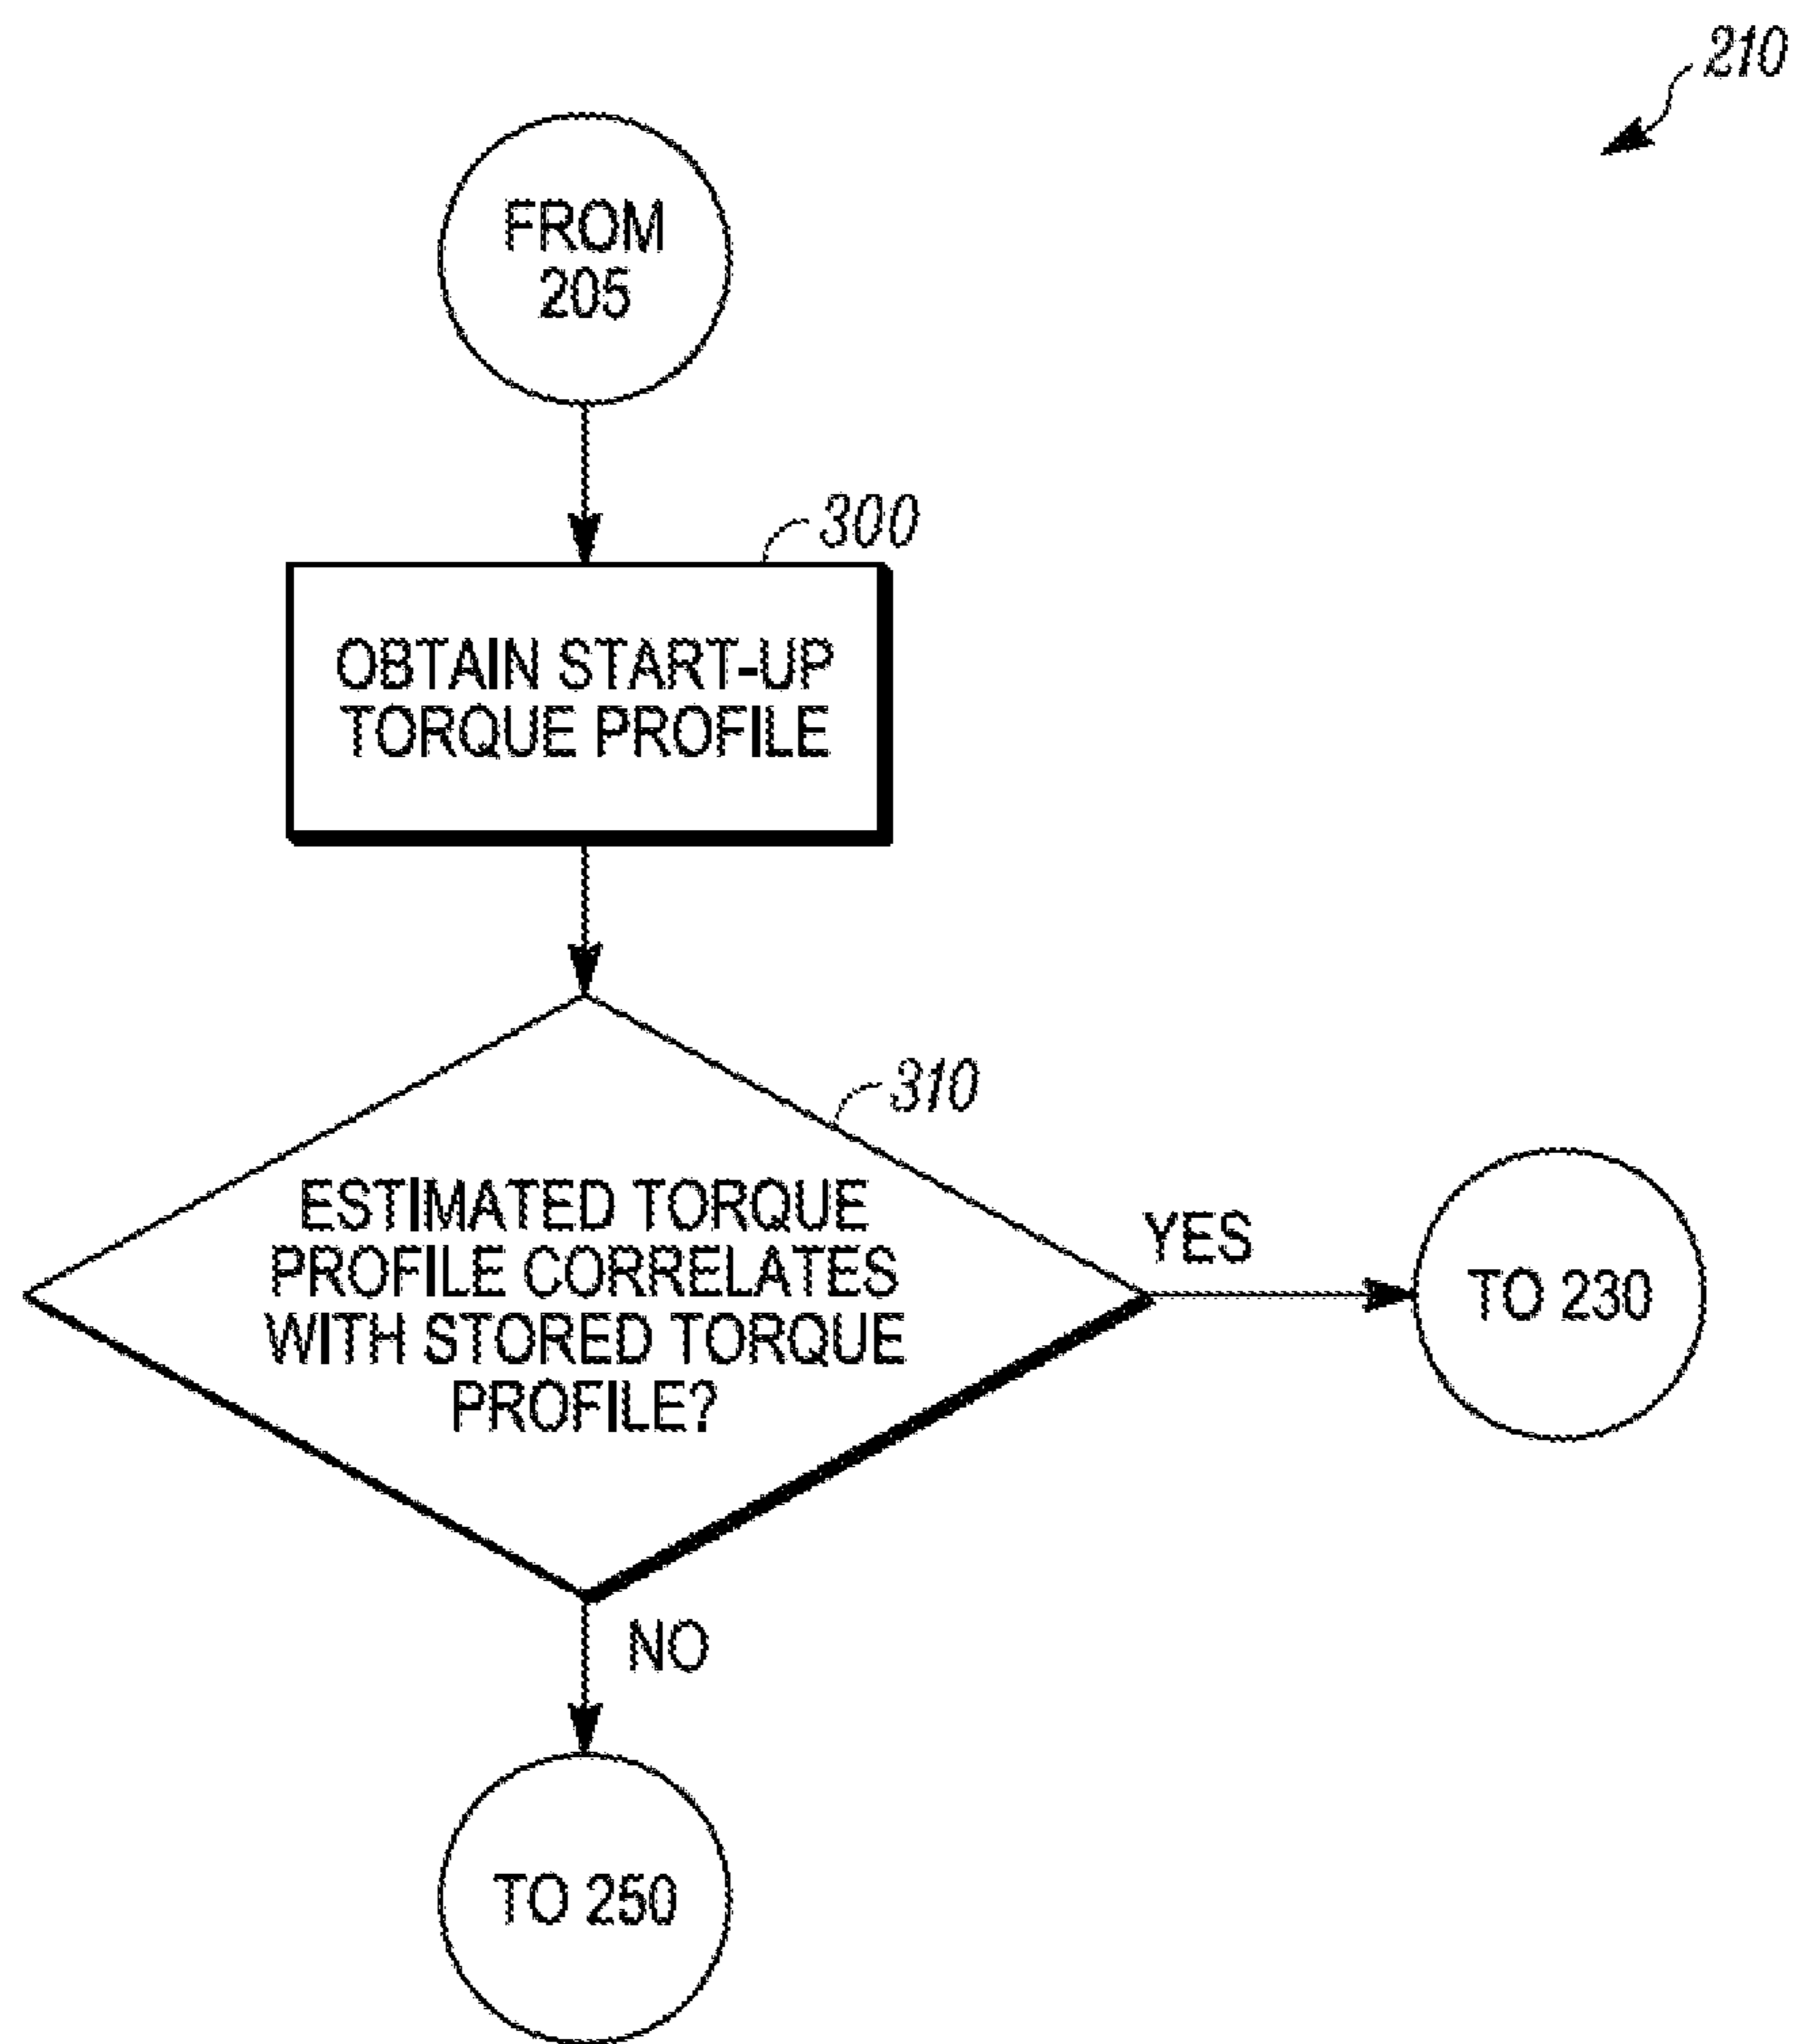 210
FROM
205
300
OBTAIN START-UP
TORQUE PROFILE
310
ESTIMATED TORQUE
PROFILE CORRELATES
WITH STORED TORQUE
PROFILE?
YES
TO 230
NO
TO 250